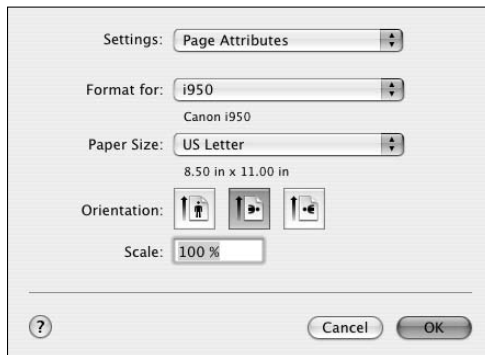 Settings: Page Attributes
Format for: i950
Canon i950
Paper Size: US Letter
8.50 in x 11.00 in
Orientation:
Scale: 100 %
? Cancel OK